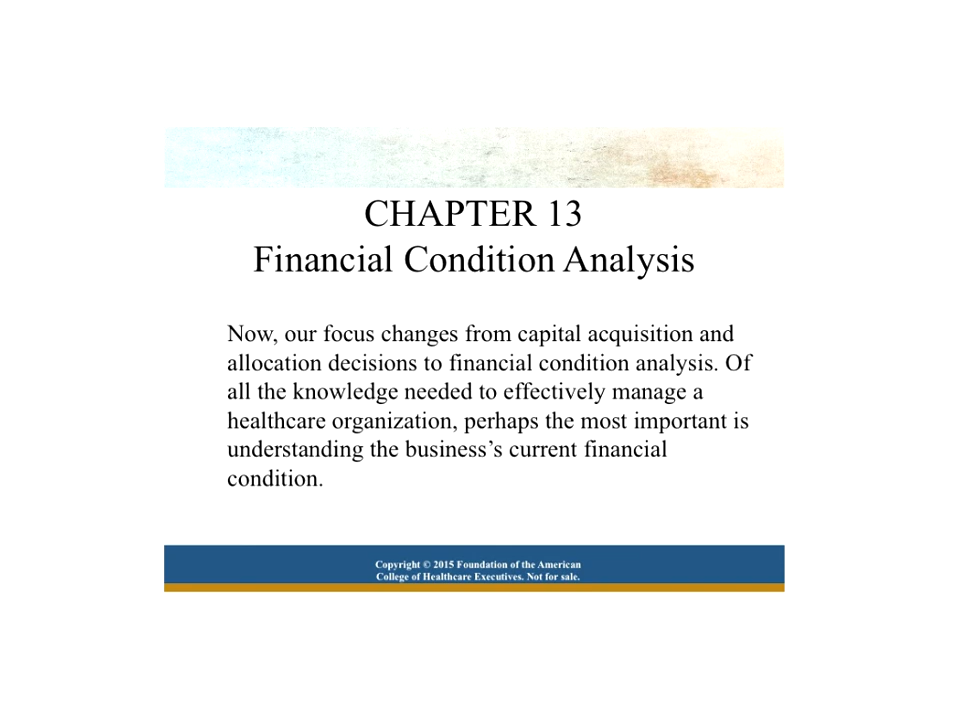 CHAPTER 13
Financial Condition Analysis
Now, our focus changes from capital acquisition and
allocation decisions to financial condition analysis. Of
all the knowledge needed to effectively manage a
healthcare organization, perhaps the most important is
understanding the business’s current financial
condition.
Copyright © 2015 Foundation of the American
College of Healthcare Executives. Not for sale.